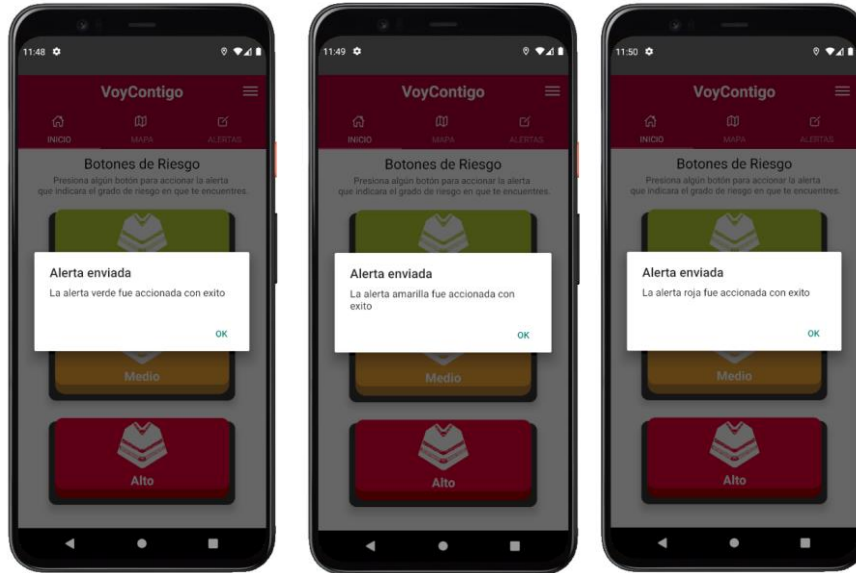 11:48
VoyContigo
INICIO MAPA ALERTAS
Botones de Riesgo
Presiona algún botón para accionar la alerta
que indicara el grado de riesgo en que te encuentres.
Alerta enviada
La alerta verde fue accionada con exito
OK
Medio
Alto
11:49
VoyContigo
INICIO MAPA ALERTAS
Botones de Riesgo
Presiona algún botón para accionar la alerta
que indicara el grado de riesgo en que te encuentres.
Alerta enviada
La alerta amarilla fue accionada con
exito
OK
Medio
Alto
11:50
VoyContigo
INICIO MAPA ALERTAS
Botones de Riesgo
Presiona algún botón para accionar la alerta
que indicara el grado de riesgo en que te encuentres.
Alerta enviada
La alerta roja fue accionada con exito
OK
Medio
Alto